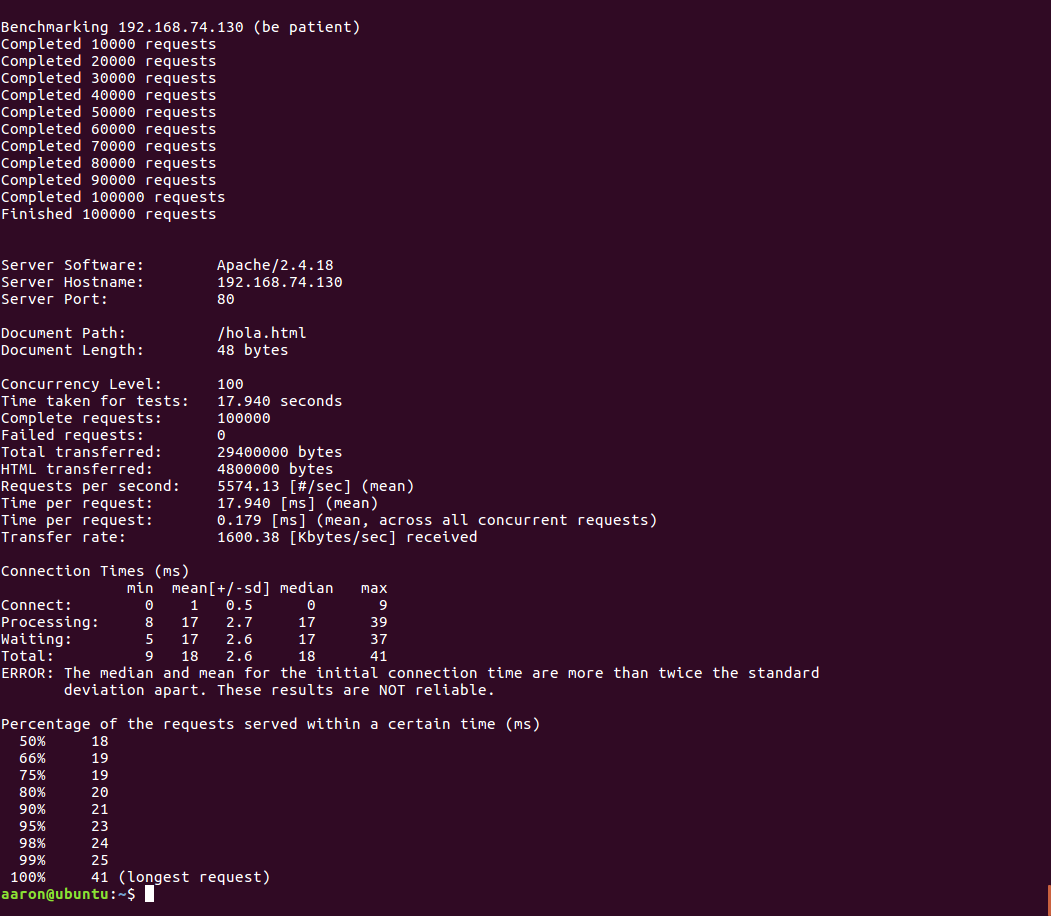 Benchmarking 192.168.74.130 (be patient)
Completed 10000 requests
Completed 20000 requests
Completed 30000 requests
Completed 40000 requests
Completed 50000 requests
Completed 60000 requests
Completed 70000 requests
Completed 80000 requests
Completed 90000 requests
Completed 100000 requests
Finished 100000 requests


Server Software:        Apache/2.4.18
Server Hostname:        192.168.74.130
Server Port:            80

Document Path:          /hola.html
Document Length:        48 bytes

Concurrency Level:      100
Time taken for tests:   17.940 seconds
Complete requests:      100000
Failed requests:        0
Total transferred:      29400000 bytes
HTML transferred:       4800000 bytes
Requests per second:    5574.13 [#/sec] (mean)
Time per request:       17.940 [ms] (mean)
Time per request:       0.179 [ms] (mean, across all concurrent requests)
Transfer rate:          1600.38 [Kbytes/sec] received

Connection Times (ms)
              min  mean[+/-sd] median   max
Connect:        0    1   0.5      0       9
Processing:     8   17   2.7     17      39
Waiting:        5   17   2.6     17      37
Total:          9   18   2.6     18      41
ERROR: The median and mean for the initial connection time are more than twice the standard
       deviation apart. These results are NOT reliable.

Percentage of the requests served within a certain time (ms)
  50%     18
  66%     19
  75%     19
  80%     20
  90%     21
  95%     23
  98%     24
  99%     25
 100%     41 (longest request)
aaron@ubuntu:~$